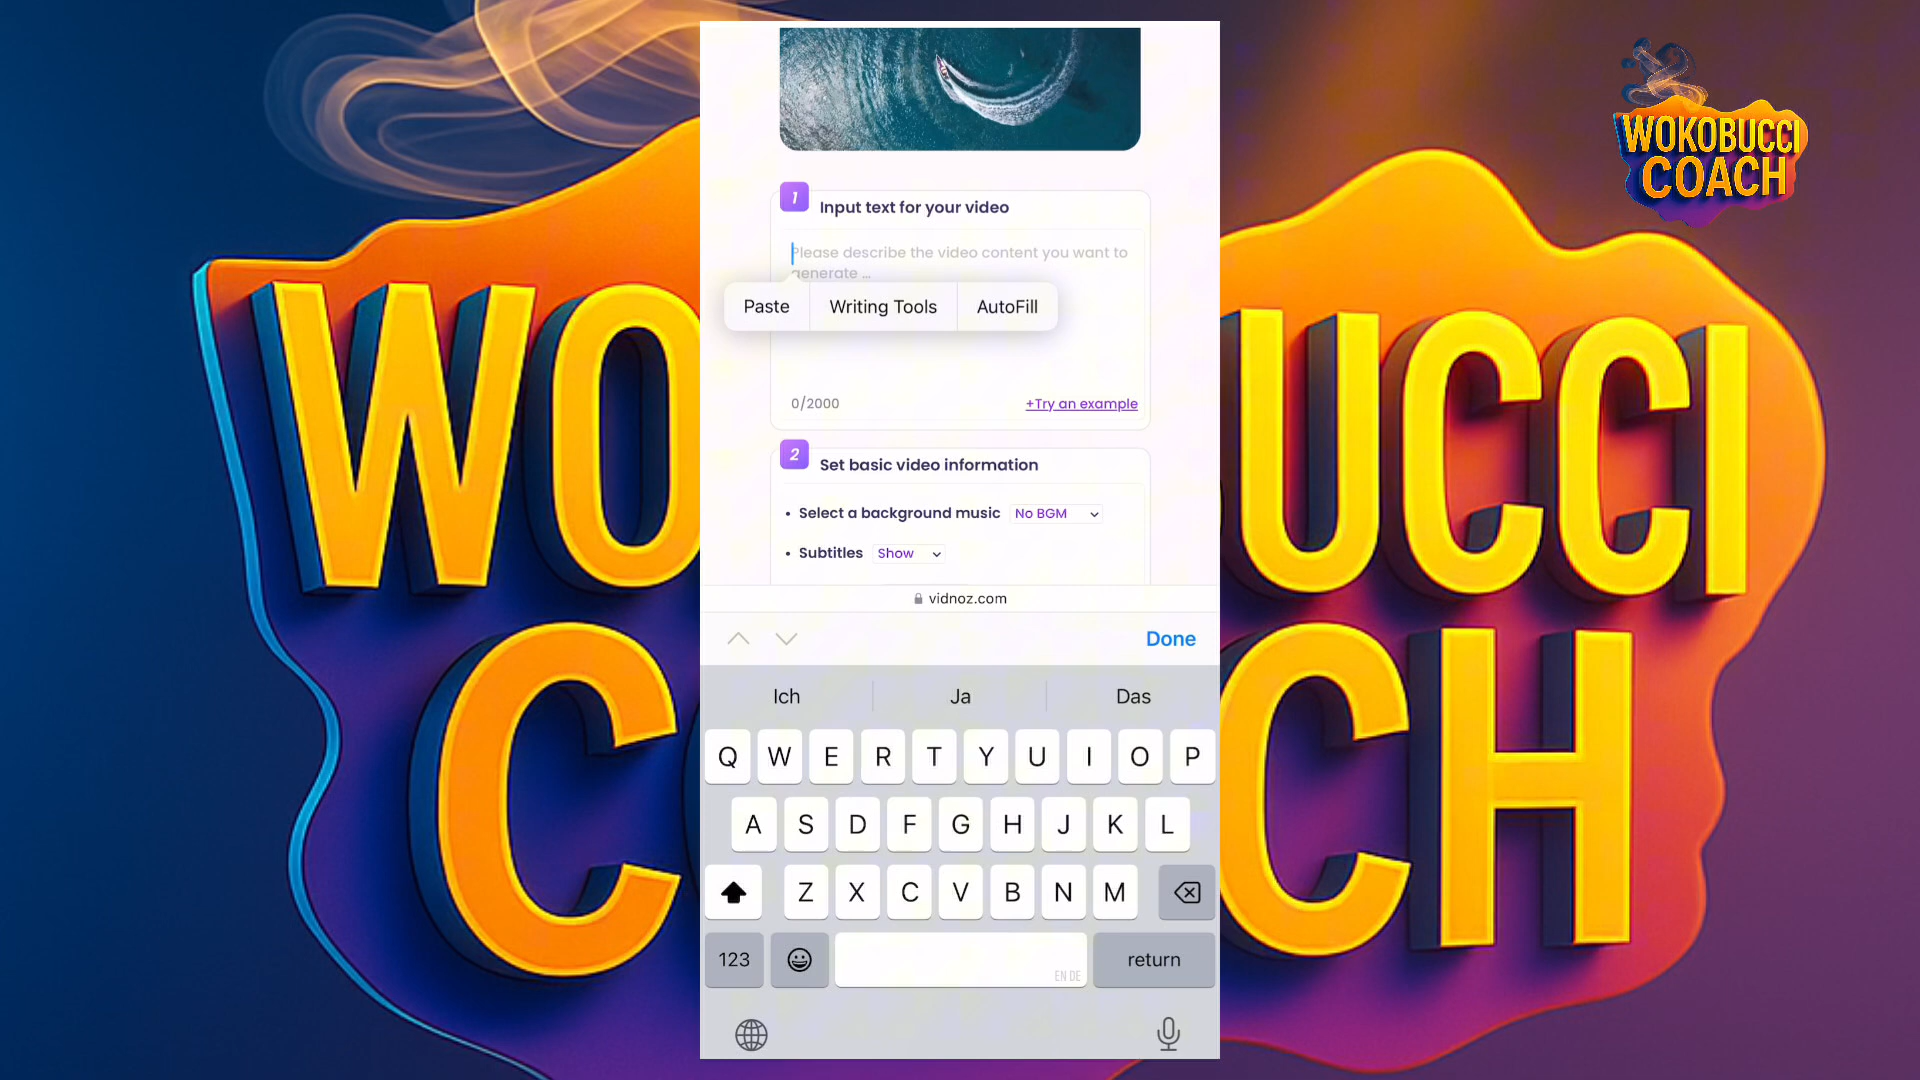 WOKOBUCCI
COACH
1
Input text for your video
Please describe the video content you want to
generate ...
Paste
Writing Tools
AutoFill
0/2000
+Try an example
2
Set basic video information
• Select a background music
No BGM
• Subtitles
Show
vidnoz.com
Done
Ich
Ja
Das
Q W E R T Y U I O P
A S D F G H J K L
Z X C V B N M
123
EN DE
return
WO
UCCI
C
CH